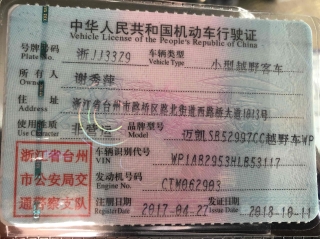 中华人民共和国机动车行驶证
Vehicle License of the People's Republic of China
号牌号码 浙JJ3379 车辆类型 小型越野客车
Plate No. Vehicle Type
所有人 谢秀萍
Owner
住址 浙江省台州市路桥区路北街道西路桥大道1013号
Address
使用性质 品牌型号 迈凯SB52997CC越野车WP
Use Character Model
浙江省台 车辆识别代号
州市公安局交 VIN
通警察支队 发动机号码 CTM062903
Engine No.
注册日期 2017-04-27 发证日期 2018-10-11
Register Date Issue Date